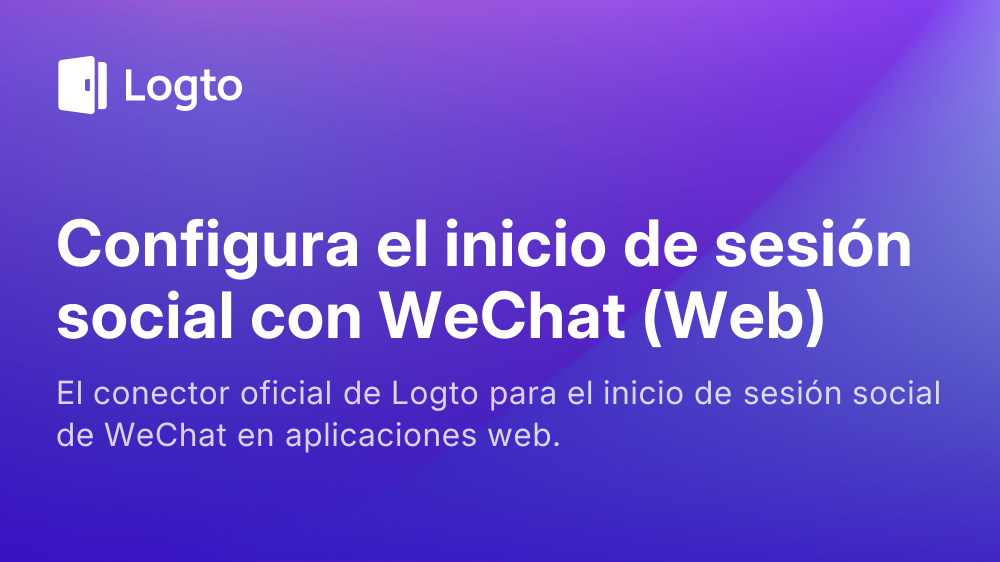 Logto
Configura el inicio de sesión
social con WeChat (Web)
El conector oficial de Logto para el inicio de sesión social
de WeChat en aplicaciones web.